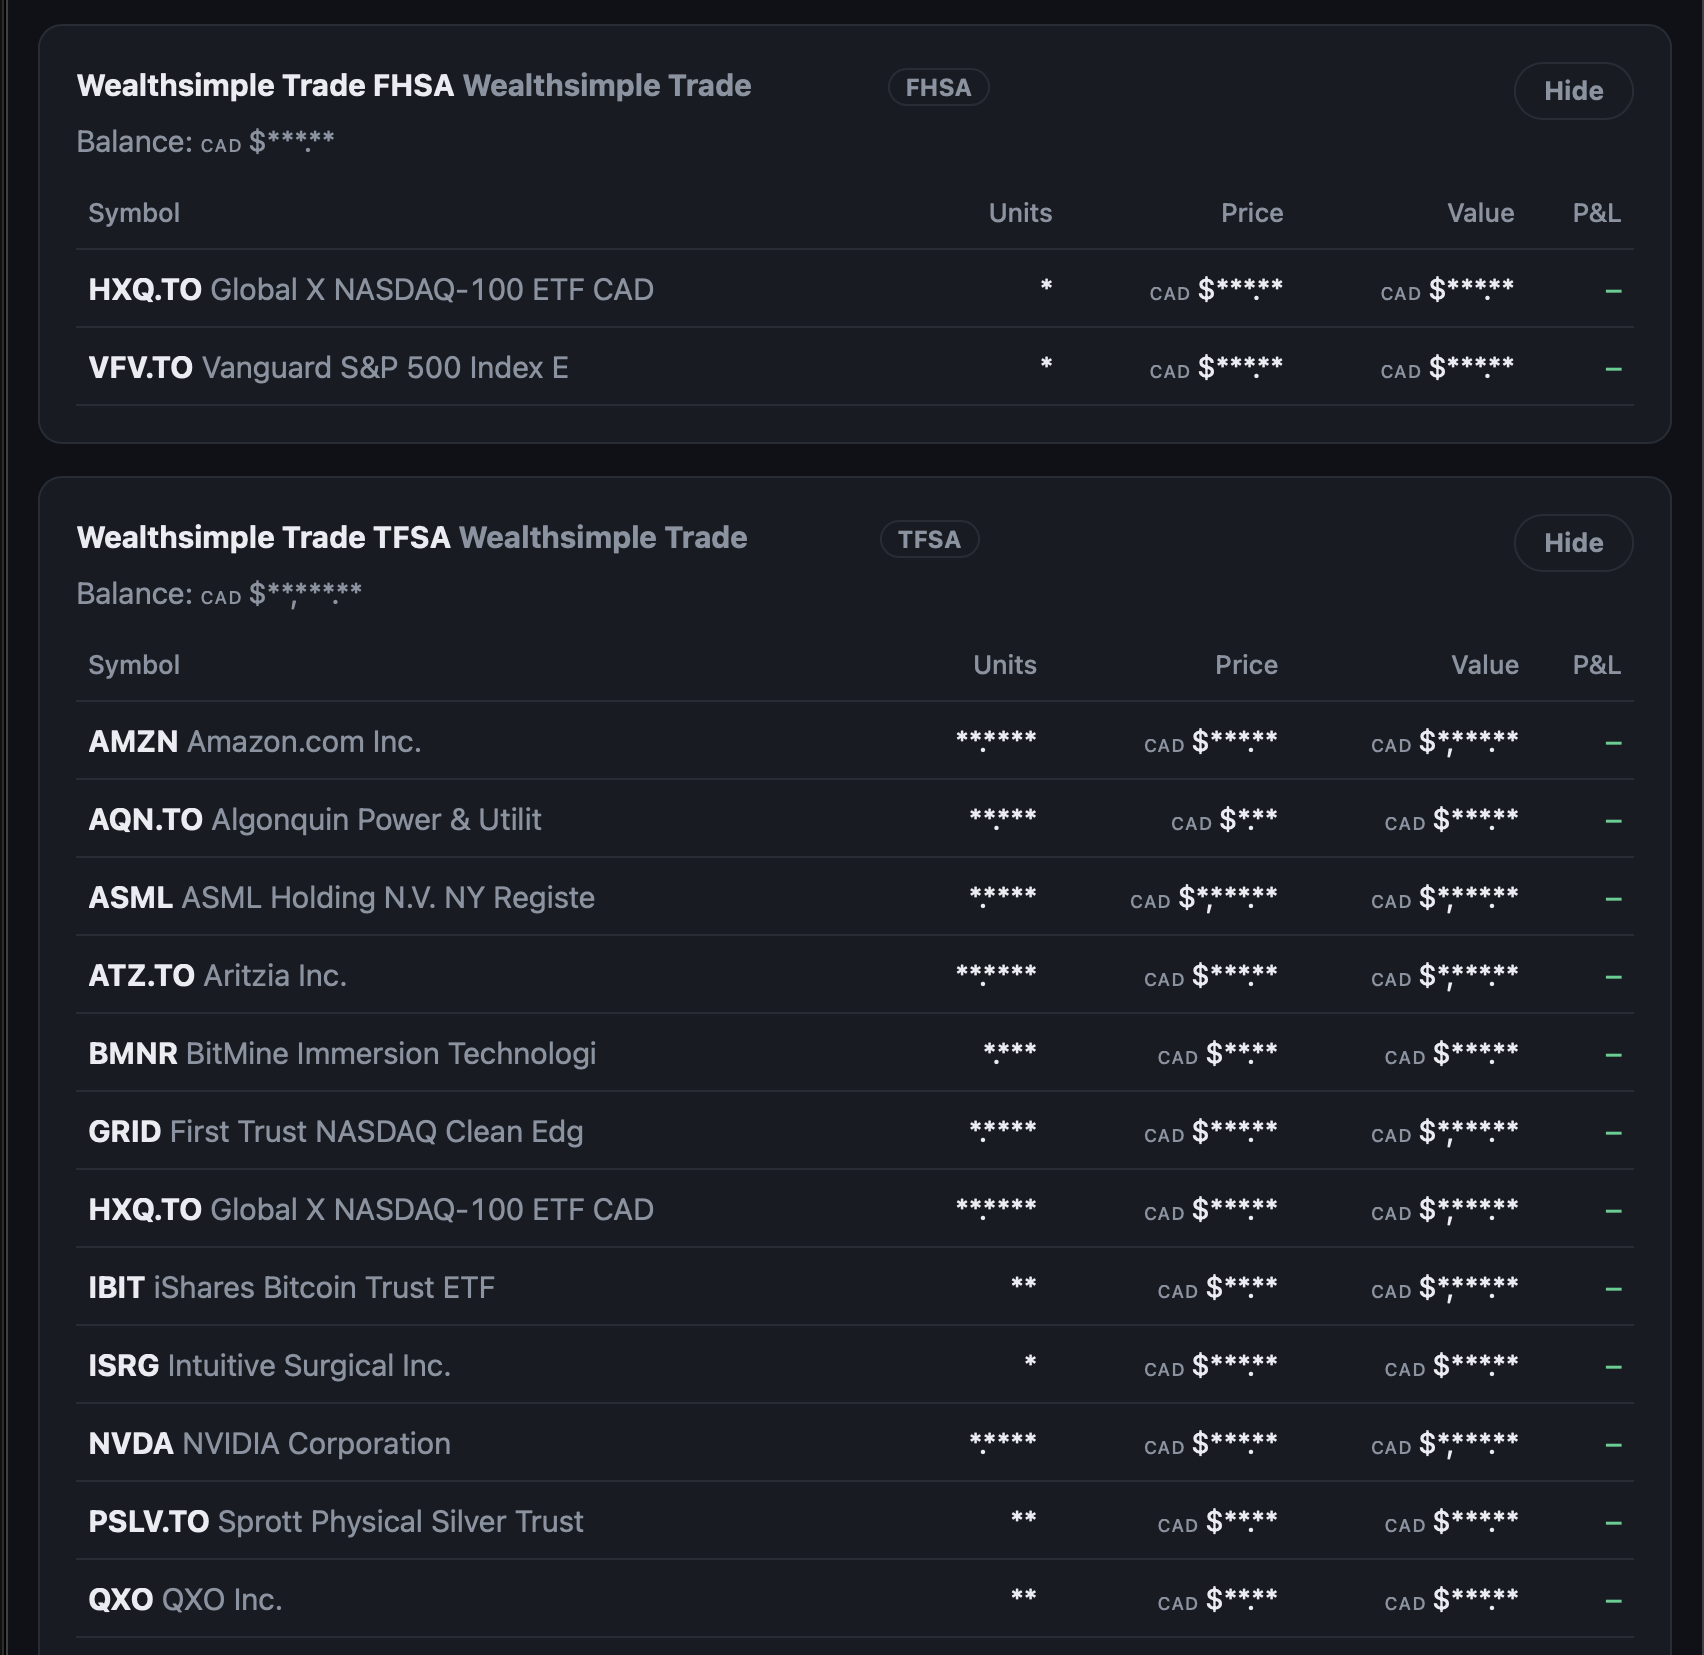 Wealthsimple Trade FHSA Wealthsimple Trade FHSA Hide
Balance: CAD $***.**
Symbol Units Price Value P&L
HXQ.TO Global X NASDAQ-100 ETF CAD * CAD $***.** CAD $***.** –
VFV.TO Vanguard S&P 500 Index E * CAD $***.** CAD $***.** –
Wealthsimple Trade TFSA Wealthsimple Trade TFSA Hide
Balance: CAD $**,***.**
Symbol Units Price Value P&L
AMZN Amazon.com Inc. **.**** CAD $***.** CAD $*,***.** –
AQN.TO Algonquin Power & Utilit **.*** CAD $*.** CAD $***.** –
ASML ASML Holding N.V. NY Registe *.**** CAD $*,***.** CAD $*,***.** –
ATZ.TO Aritzia Inc. **.**** CAD $***.** CAD $*,***.** –
BMNR BitMine Immersion Technologi *.*** CAD $**.** CAD $***.** –
GRID First Trust NASDAQ Clean Edg *.**** CAD $***.** CAD $*,***.** –
HXQ.TO Global X NASDAQ-100 ETF CAD **.**** CAD $***.** CAD $*,***.** –
IBIT iShares Bitcoin Trust ETF ** CAD $**.** CAD $*,***.** –
ISRG Intuitive Surgical Inc. * CAD $***.** CAD $***.** –
NVDA NVIDIA Corporation *.**** CAD $***.** CAD $*,***.** –
PSLV.TO Sprott Physical Silver Trust ** CAD $**.** CAD $***.** –
QXO QXO Inc. ** CAD $**.** CAD $***.** –